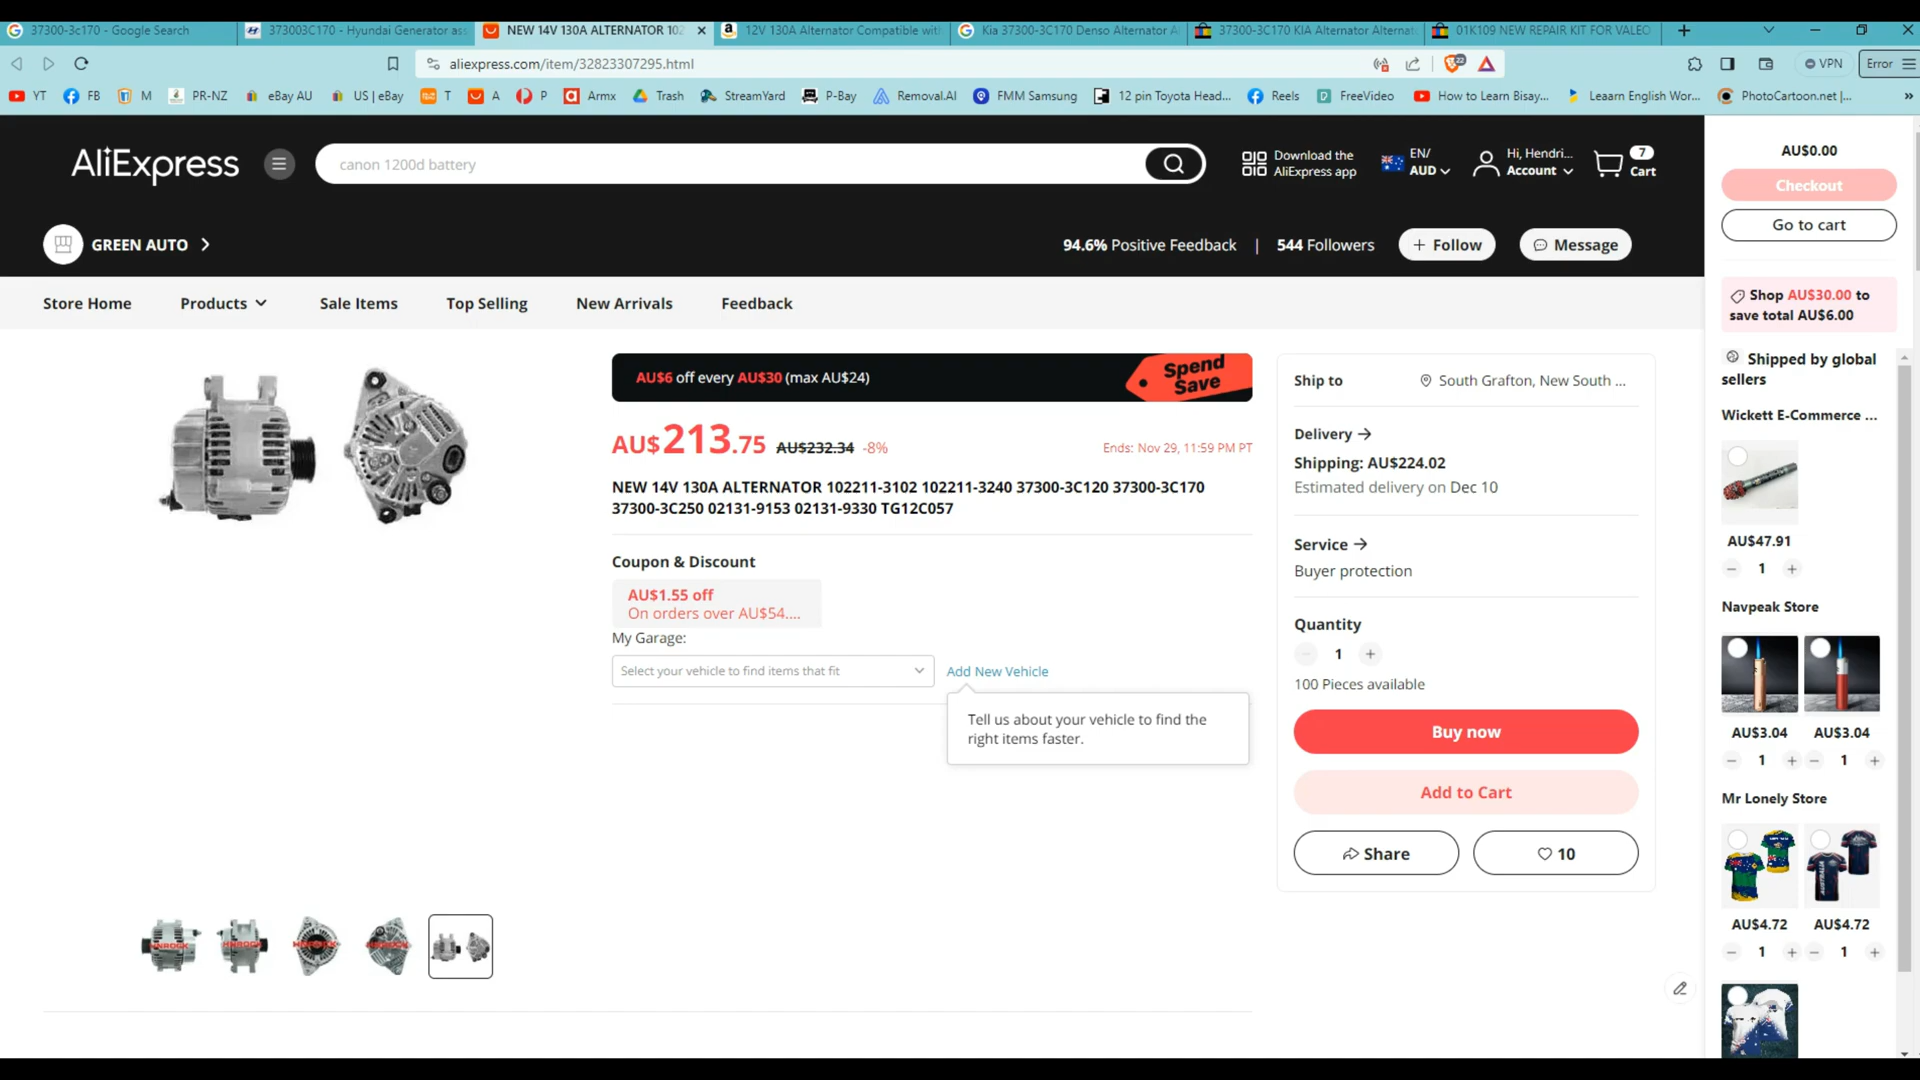 37300-3c170 - Google Search
373003C170 - Hyundai Generator ass
NEW 14V 130A ALTERNATOR 102
12V 130A Alternator Compatible with
Kia 37300-3C170 Denso Alternator A
37300-3C170 KIA Alternator Alternat
01K109 NEW REPAIR KIT FOR VALEO
aliexpress.com/item/32823307295.html
22
VPN
Error
YT
FB
M
PR-NZ
eBay AU
US | eBay
T
A
P
Armx
Trash
StreamYard
P-Bay
Removal.AI
FMM Samsung
12 pin Toyota Head...
Reels
FreeVideo
How to Learn Bisay...
Leaarn English Wor...
PhotoCartoon.net |...
»
AliExpress
canon 1200d battery
Download the
AliExpress app
EN/
AUD
Hi, Hendri...
Account
7
Cart
GREEN AUTO
94.6% Positive Feedback | 544 Followers
+ Follow
Message
Store Home
Products
Sale Items
Top Selling
New Arrivals
Feedback
AU$6 off every AU$30 (max AU$24)
Spend
Save
AU$213.75 AU$232.34 -8%
Ends: Nov 29, 11:59 PM PT
NEW 14V 130A ALTERNATOR 102211-3102 102211-3240 37300-3C120 37300-3C170
37300-3C250 02131-9153 02131-9330 TG12C057
Coupon & Discount
AU$1.55 off
On orders over AU$54....
My Garage:
Select your vehicle to find items that fit
Add New Vehicle
Tell us about your vehicle to find the
right items faster.
HNROCK
HNROCK
HNROCK
HNROCK
Ship to
South Grafton, New South ...
Delivery
Shipping: AU$224.02
Estimated delivery on Dec 10
Service
Buyer protection
Quantity
1
100 Pieces available
Buy now
Add to Cart
Share
10
AU$0.00
Checkout
Go to cart
Shop AU$30.00 to
save total AU$6.00
Shipped by global
sellers
Wickett E-Commerce ...
AU$47.91
1
Navpeak Store
AU$3.04
AU$3.04
1
1
Mr Lonely Store
AUSTRALIA
AU$4.72
AU$4.72
1
1